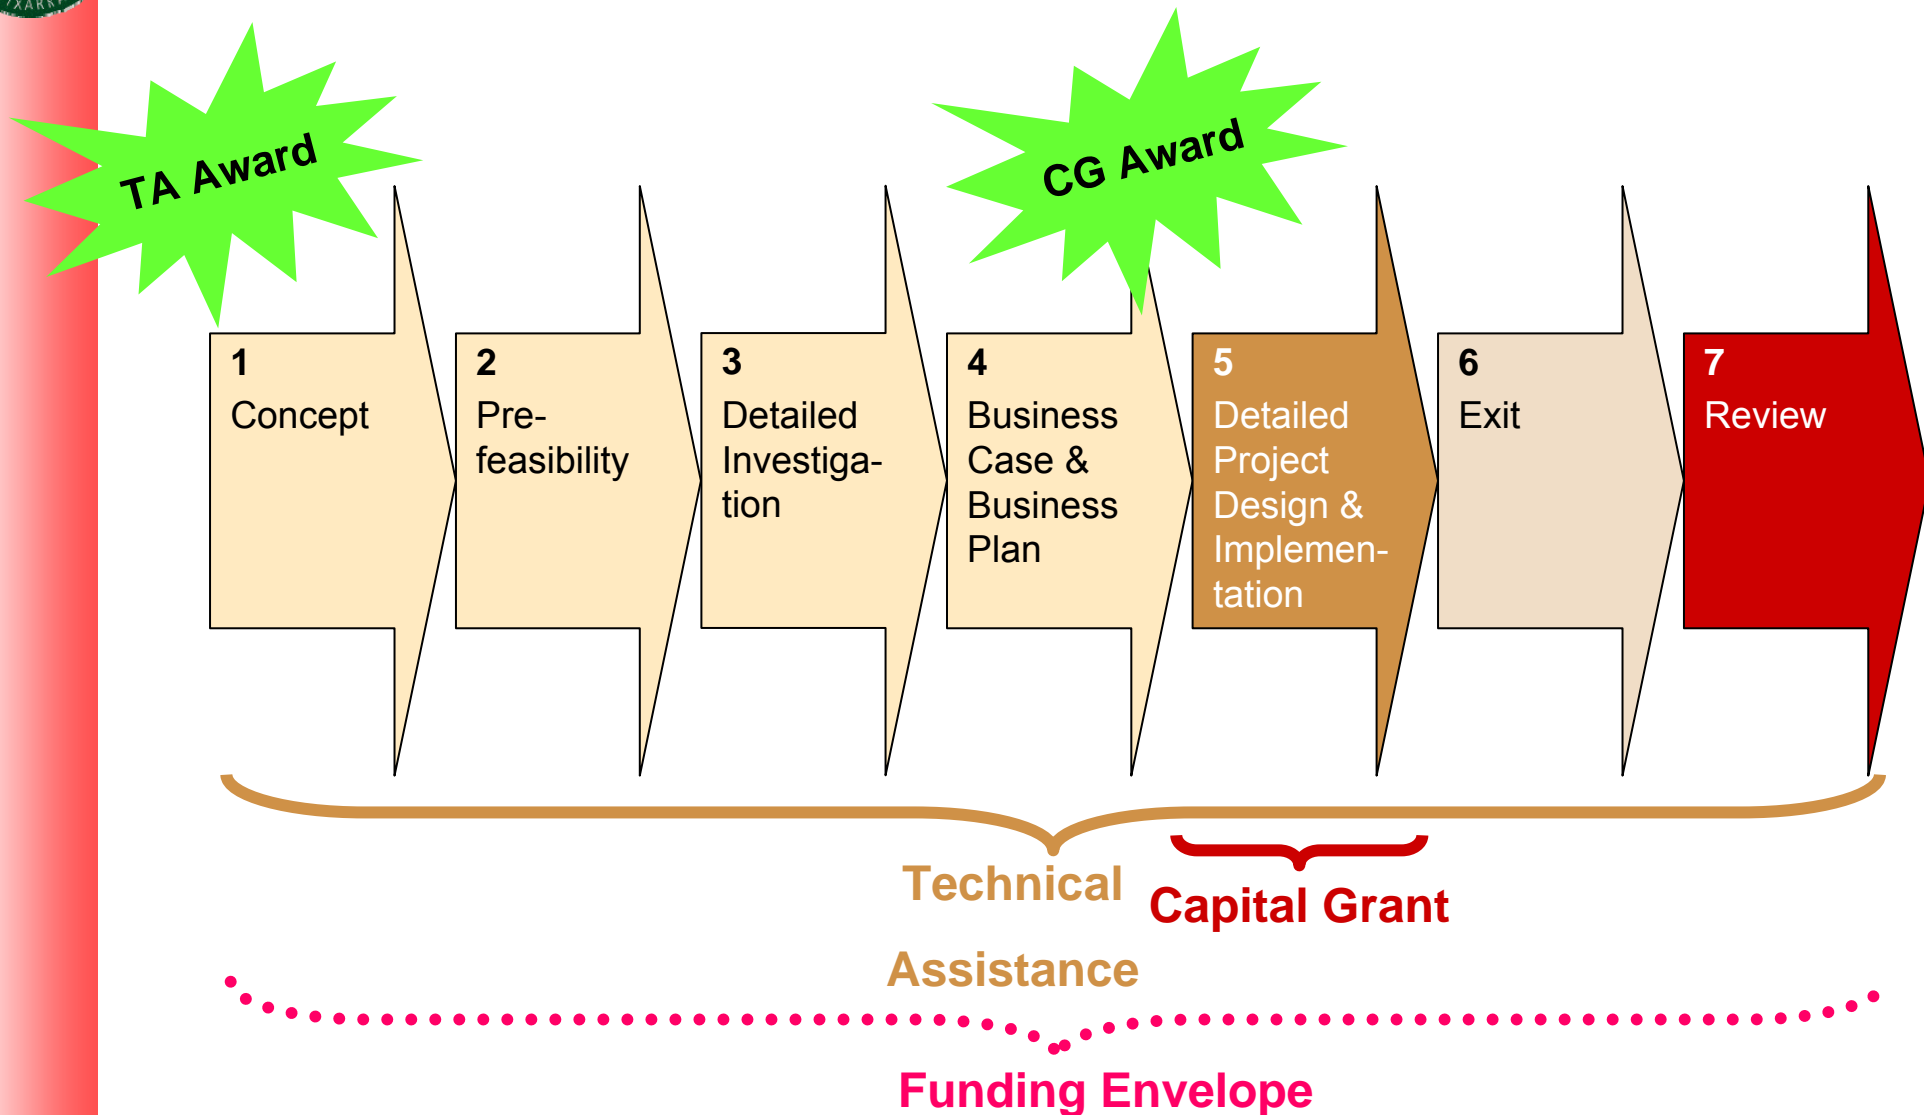 TA Award
CG Award
1
Concept
2
Pre-
feasibility
3
Detailed
Investiga-
tion
4
Business
Case &
Business
Plan
5
Detailed
Project
Design &
Implemen-
tation
6
Exit
7
Review
Technical
Assistance
Capital Grant
Funding Envelope